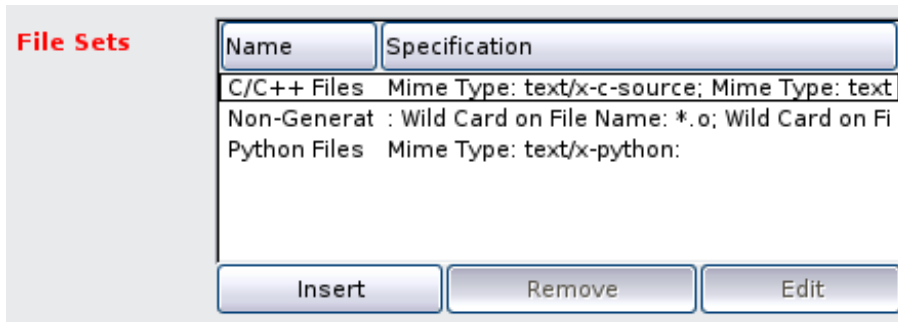 File Sets
Name Specification
C/C++ Files Mime Type: text/x-c-source; Mime Type: text
Non-Generat : Wild Card on File Name: *.o; Wild Card on Fi
Python Files Mime Type: text/x-python:
Insert Remove Edit